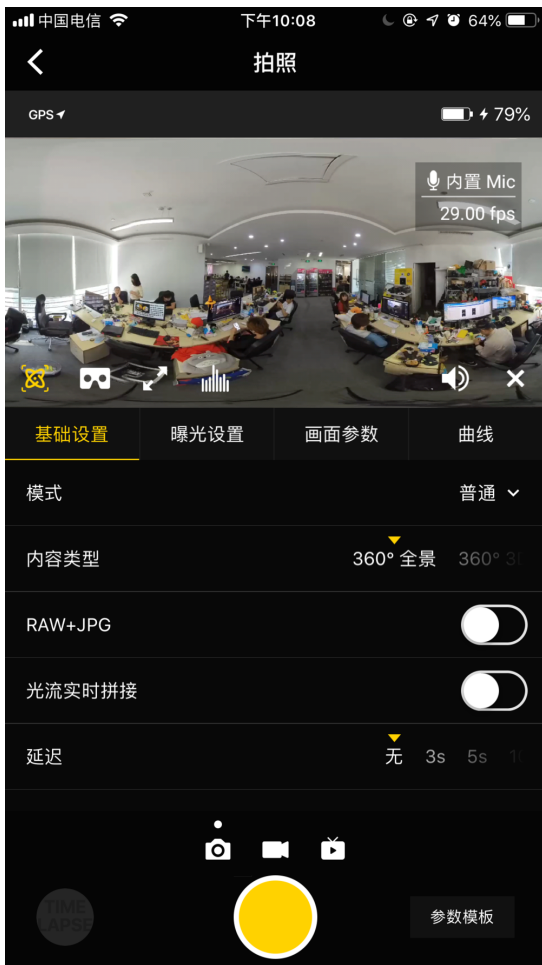 中国电信 下午10:08 64%
拍照
GPS 79%
内置 Mic
29.00 fps
基础设置 曝光设置 画面参数 曲线
模式 普通
内容类型 360° 全景 360° 3
RAW+JPG
光流实时拼接
延迟 无 3s 5s
TIME
LAPSE
参数模板